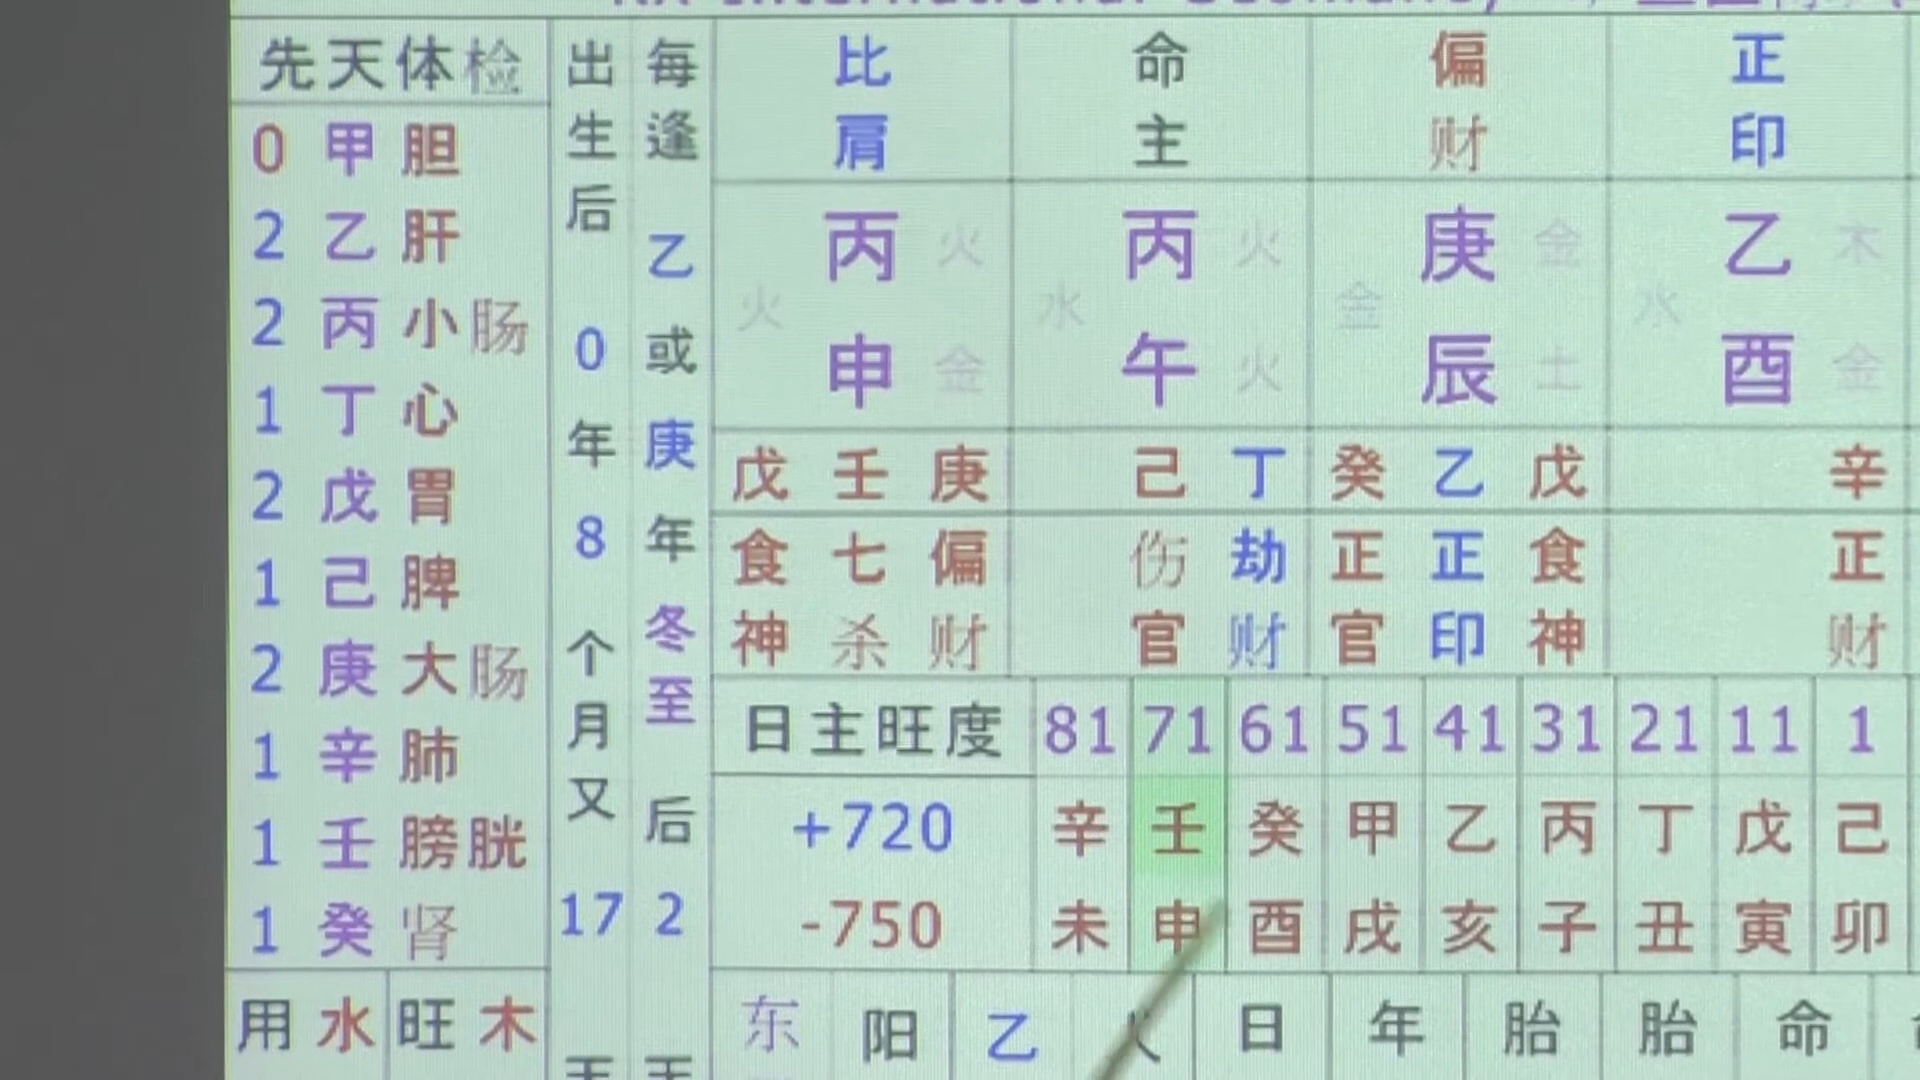 先天体检
0 甲 胆
2 乙 肝
2 丙 小肠
1 丁 心
2 戊 胃
1 己 脾
2 庚 大肠
1 辛 肺
1 壬 膀胱
1 癸 肾
用 水 旺 木
出生后 0 年 8 个月又 17
每逢 乙 或 庚 年 冬至 后 2
比肩 命主 偏财 正印
丙 火 丙 火 庚 金 乙 木
火 水 金 水
申 金 午 火 辰 土 酉 金
戊 壬 庚 己 丁 癸 乙 戊 辛
食神 七杀 偏财 伤官 劫财 正官 正印 食神 正财
日主旺度 81 71 61 51 41 31 21 11 1
+720 辛 壬 癸 甲 乙 丙 丁 戊 己
-750 未 申 酉 戌 亥 子 丑 寅 卯
东 阳 乙 火 日 年 胎 胎 命